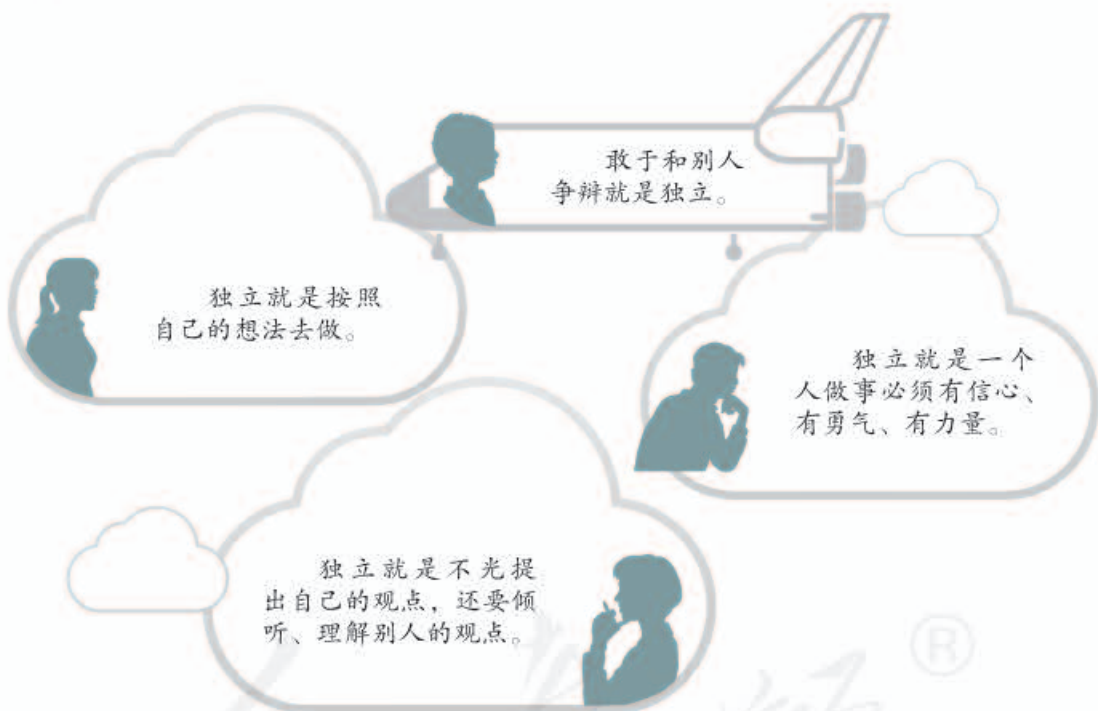 敢于和别人
争辩就是独立。
独立就是按照
自己的想法去做。
独立就是一个
人做事必须有信心、
有勇气、有力量。
独立就是不光提
出自己的观点，还要倾
听、理解别人的观点。
®